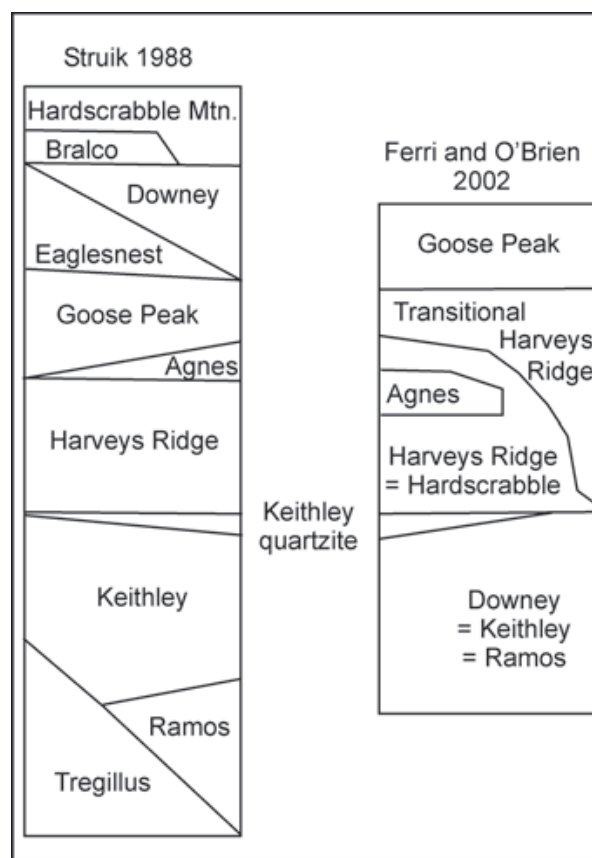 Struik 1988
Hardscrabble Mtn.
Bralco
Downey
Eaglesnest
Goose Peak
Agnes
Harveys Ridge
Keithley
Ramos
Tregillus
Keithley
quartzite
Ferri and O'Brien
2002
Goose Peak
Transitional
Harveys
Ridge
Agnes
Harveys Ridge
= Hardscrabble
Downey
= Keithley
= Ramos